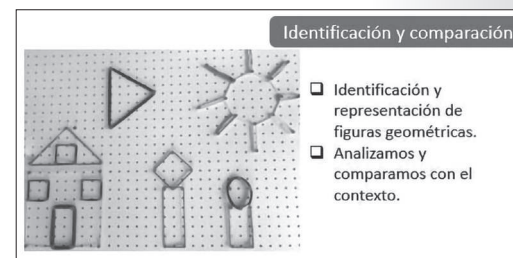 Identificación y comparación
❑ Identificación y
representación de
figuras geométricas.
❑ Analizamos y
comparamos con el
contexto.